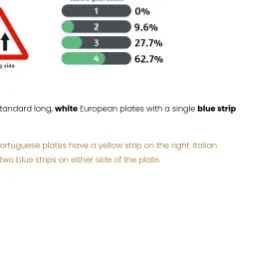 1 0%
2 9.6%
3 27.7%
g side
4 62.7%
tandard long, white European plates with a single blue strip
ortuguese plates have a yellow strip on the right. Italian
two blue strips on either side of the plate.